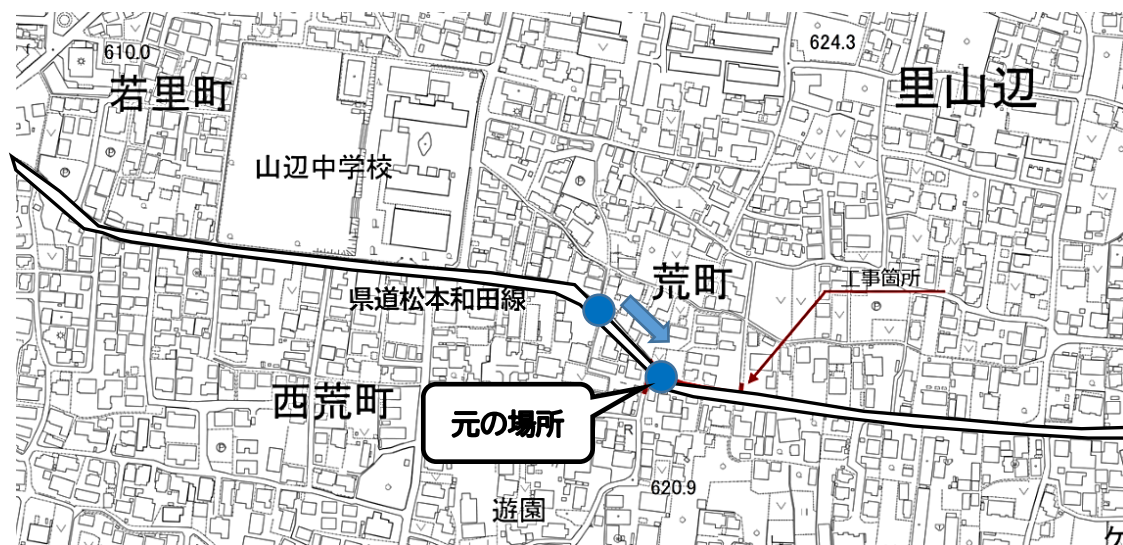 610.0
624.3
若里町
里山辺
山辺中学校
荒町
工事箇所
県道松本和田線
西荒町
元の場所
R
620.9
遊園